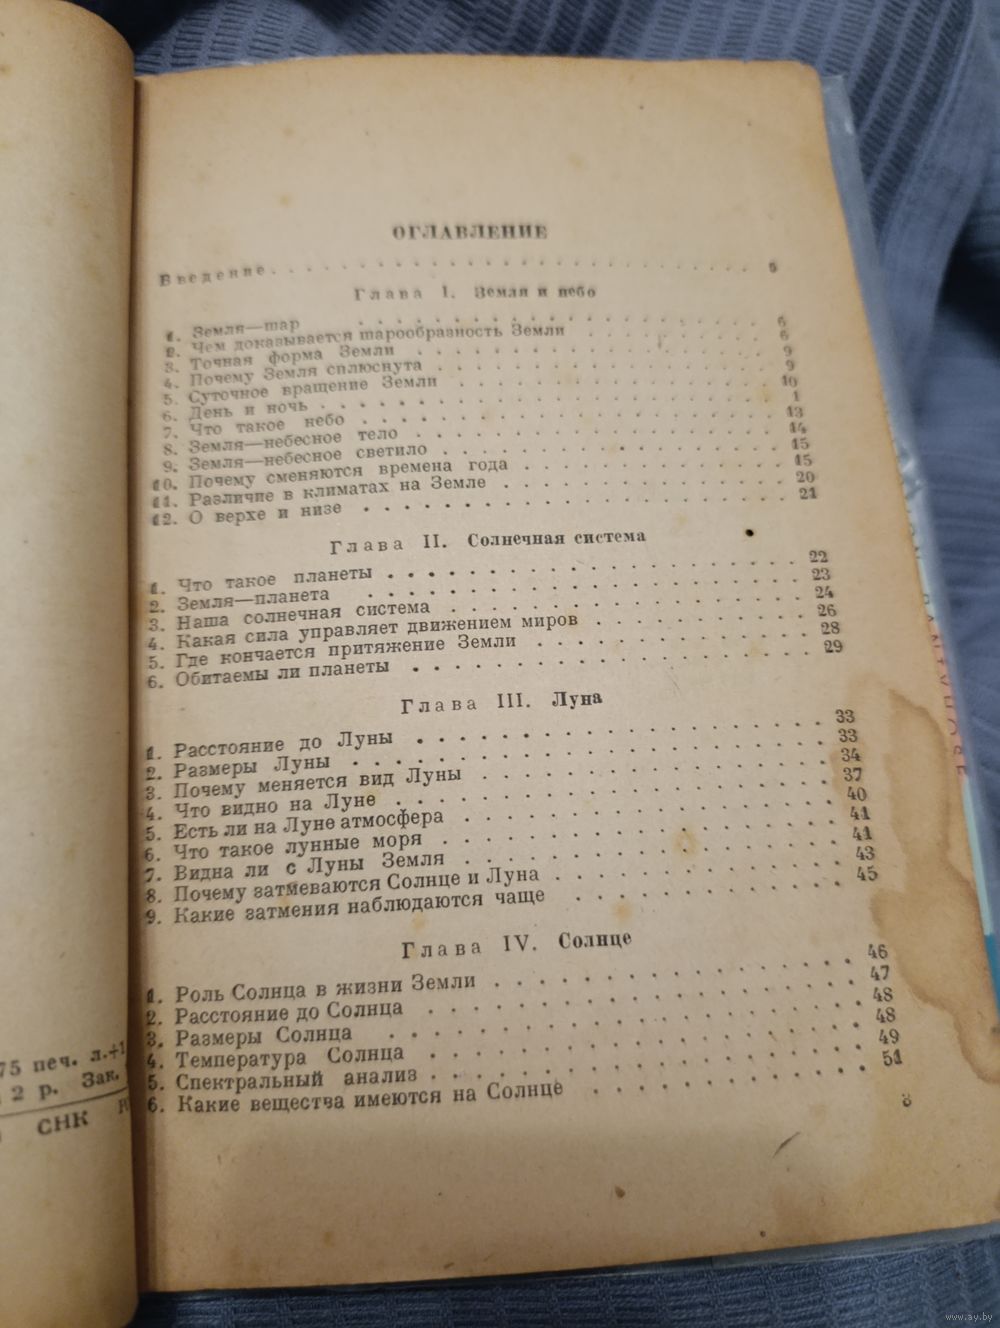 75 печ. л.
2 р. Зак.
СНК
ОГЛАВЛЕНИЕ
Введение 5
Глава I. Земля и небо
1. Земля—шар 6
2. Чем доказывается шарообразность Земли 6
3. Точная форма Земли 9
4. Почему Земля сплюснута 9
5. Суточное вращение Земли 10
6. День и ночь 1
7. Что такое небо 13
8. Земля—небесное тело 14
9. Земля—небесное светило 15
10. Почему сменяются времена года 15
11. Различие в климатах на Земле 20
12. О верхе и низе 21
Глава II. Солнечная система
1. Что такое планеты 22
2. Земля—планета 23
3. Наша солнечная система 24
4. Какая сила управляет движением миров 26
5. Где кончается притяжение Земли 28
6. Обитаемы ли планеты 29
Глава III. Луна
1. Расстояние до Луны 33
2. Размеры Луны 33
3. Почему меняется вид Луны 34
4. Что видно на Луне 37
5. Есть ли на Луне атмосфера 40
6. Что такое лунные моря 41
7. Видна ли с Луны Земля 41
8. Почему затмеваются Солнце и Луна 43
9. Какие затмения наблюдаются чаще 45
Глава IV. Солнце
1. Роль Солнца в жизни Земли 46
2. Расстояние до Солнца 47
3. Размеры Солнца 48
4. Температура Солнца 48
5. Спектральный анализ 49
6. Какие вещества имеются на Солнце 51
www.ay.by